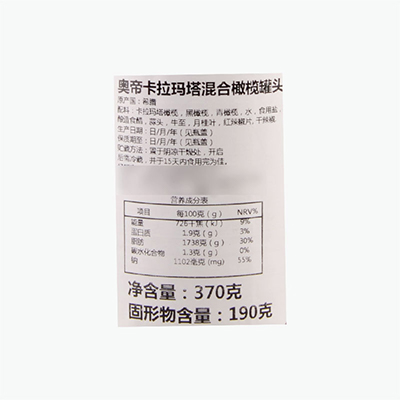 奥帝卡拉玛塔混合橄榄罐头
原产国：希腊
配料：卡拉玛塔橄榄，黑橄榄，青橄榄，水，食用盐，
酿造食醋，蒜头，牛至，月桂叶，红辣椒片，干辣椒
生产日期：日/月/年（见瓶盖）
保质期至：日/月/年（见瓶盖）
贮藏方法：置于阴凉干燥处，开启
后需冷藏，并于15天内食用完为佳。
营养成分表
项目 每100克（g） NRV%
能量 726千焦（kJ） 9%
蛋白质 1.9克（g） 3%
脂肪 1738克（g） 30%
碳水化合物 1.3克（g） 0%
钠 1102毫克(mg) 55%
净含量：370克
固形物含量：190克